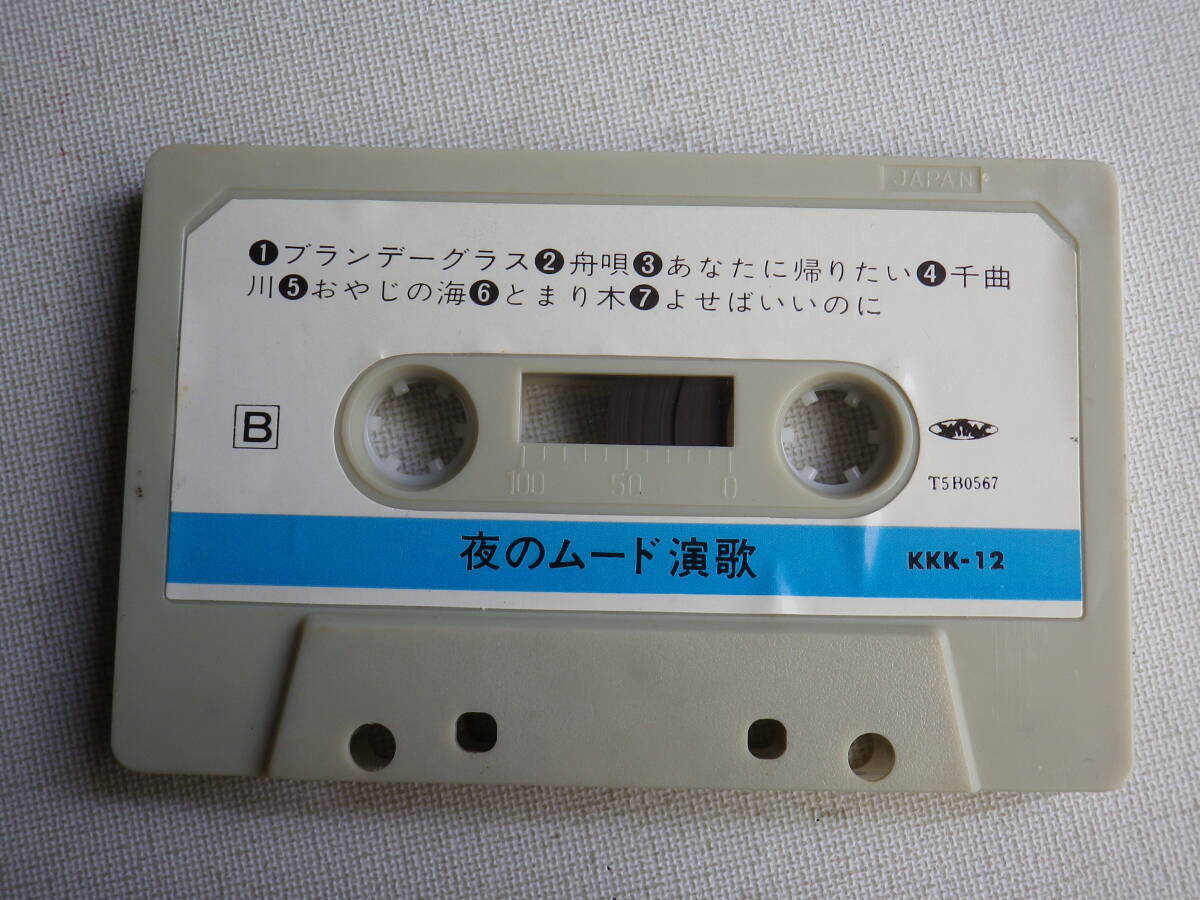 JAPAN
❶ブランデーグラス❷舟唄❸あなたに帰りたい❹千曲
川❺おやじの海❻とまり木❼よせばいいのに
B
100 50 0
T5B0567
夜のムード演歌 KKK-12